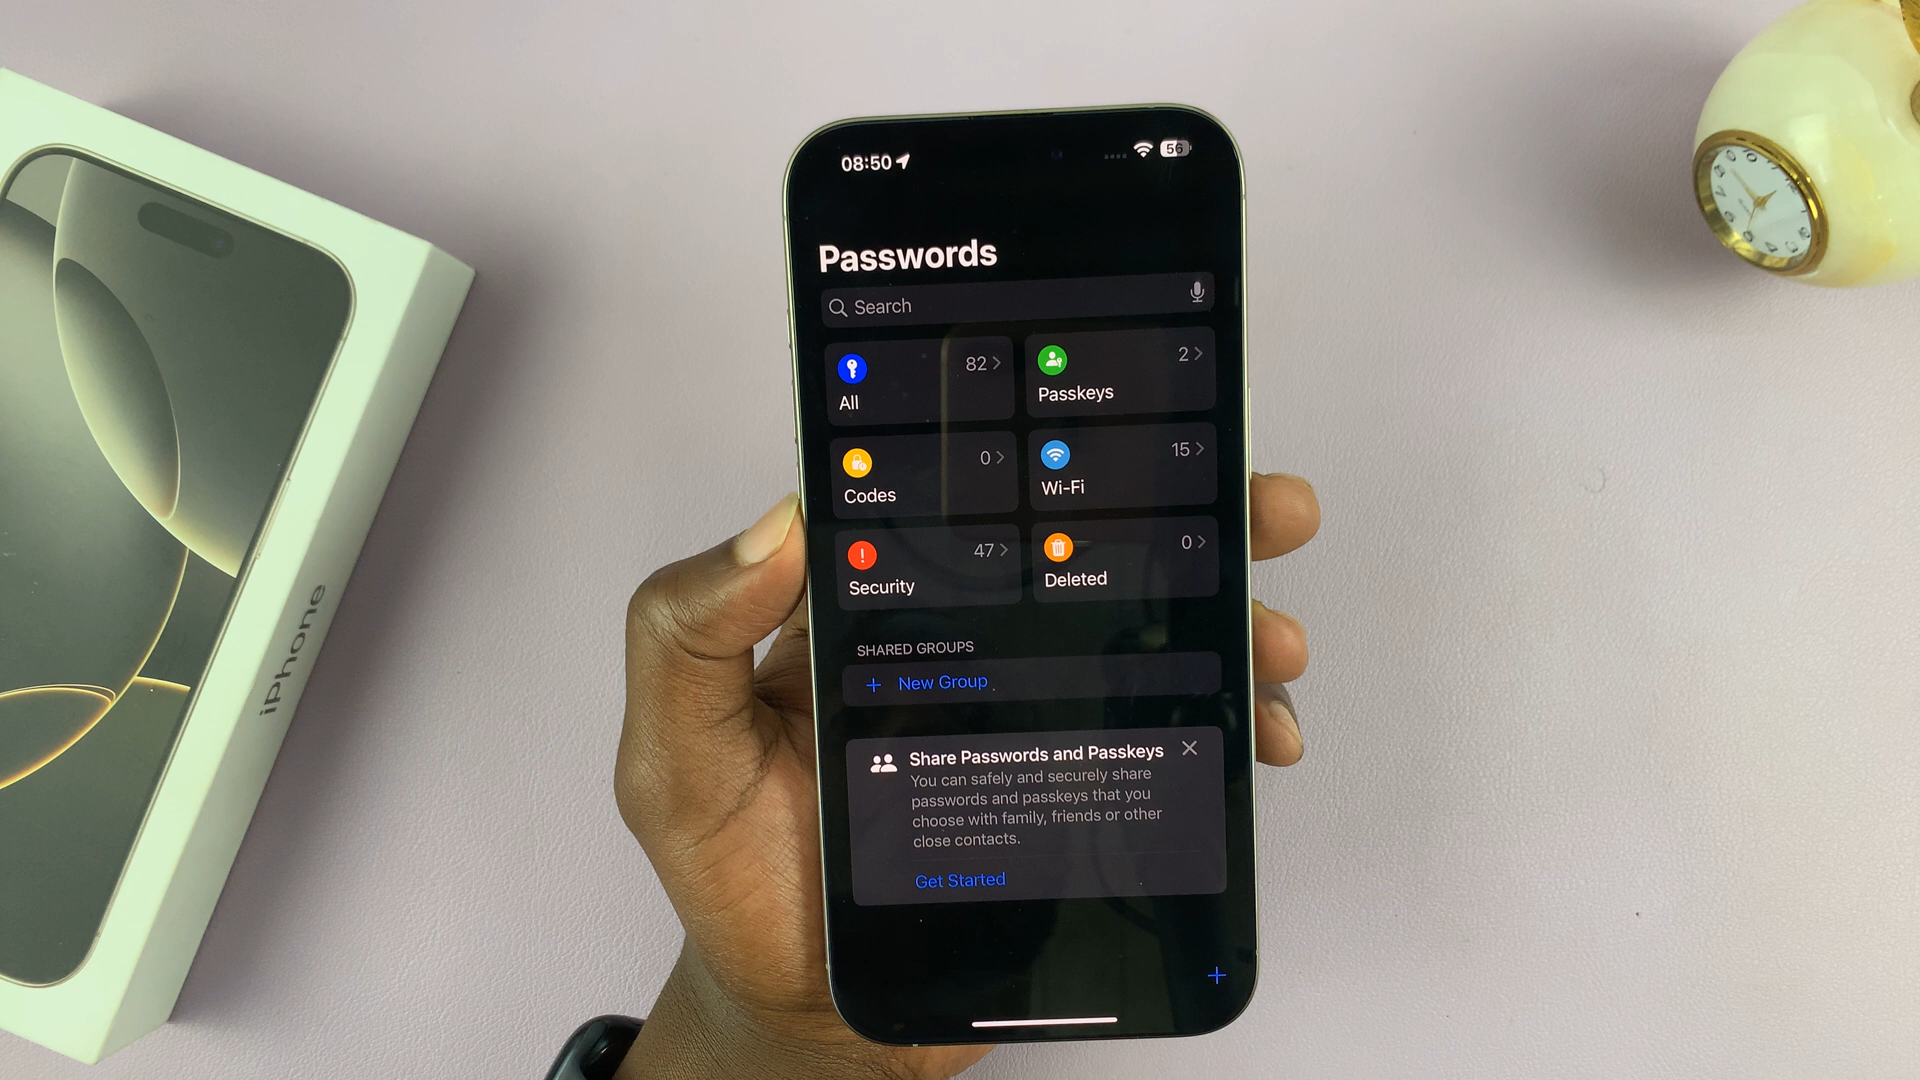 08:50
56
Passwords
Search
82
All
2
Passkeys
0
Codes
15
Wi-Fi
47
Security
0
Deleted
SHARED GROUPS
+ New Group
Share Passwords and Passkeys
You can safely and securely share
passwords and passkeys that you
choose with family, friends or other
close contacts.
Get Started
iPhone